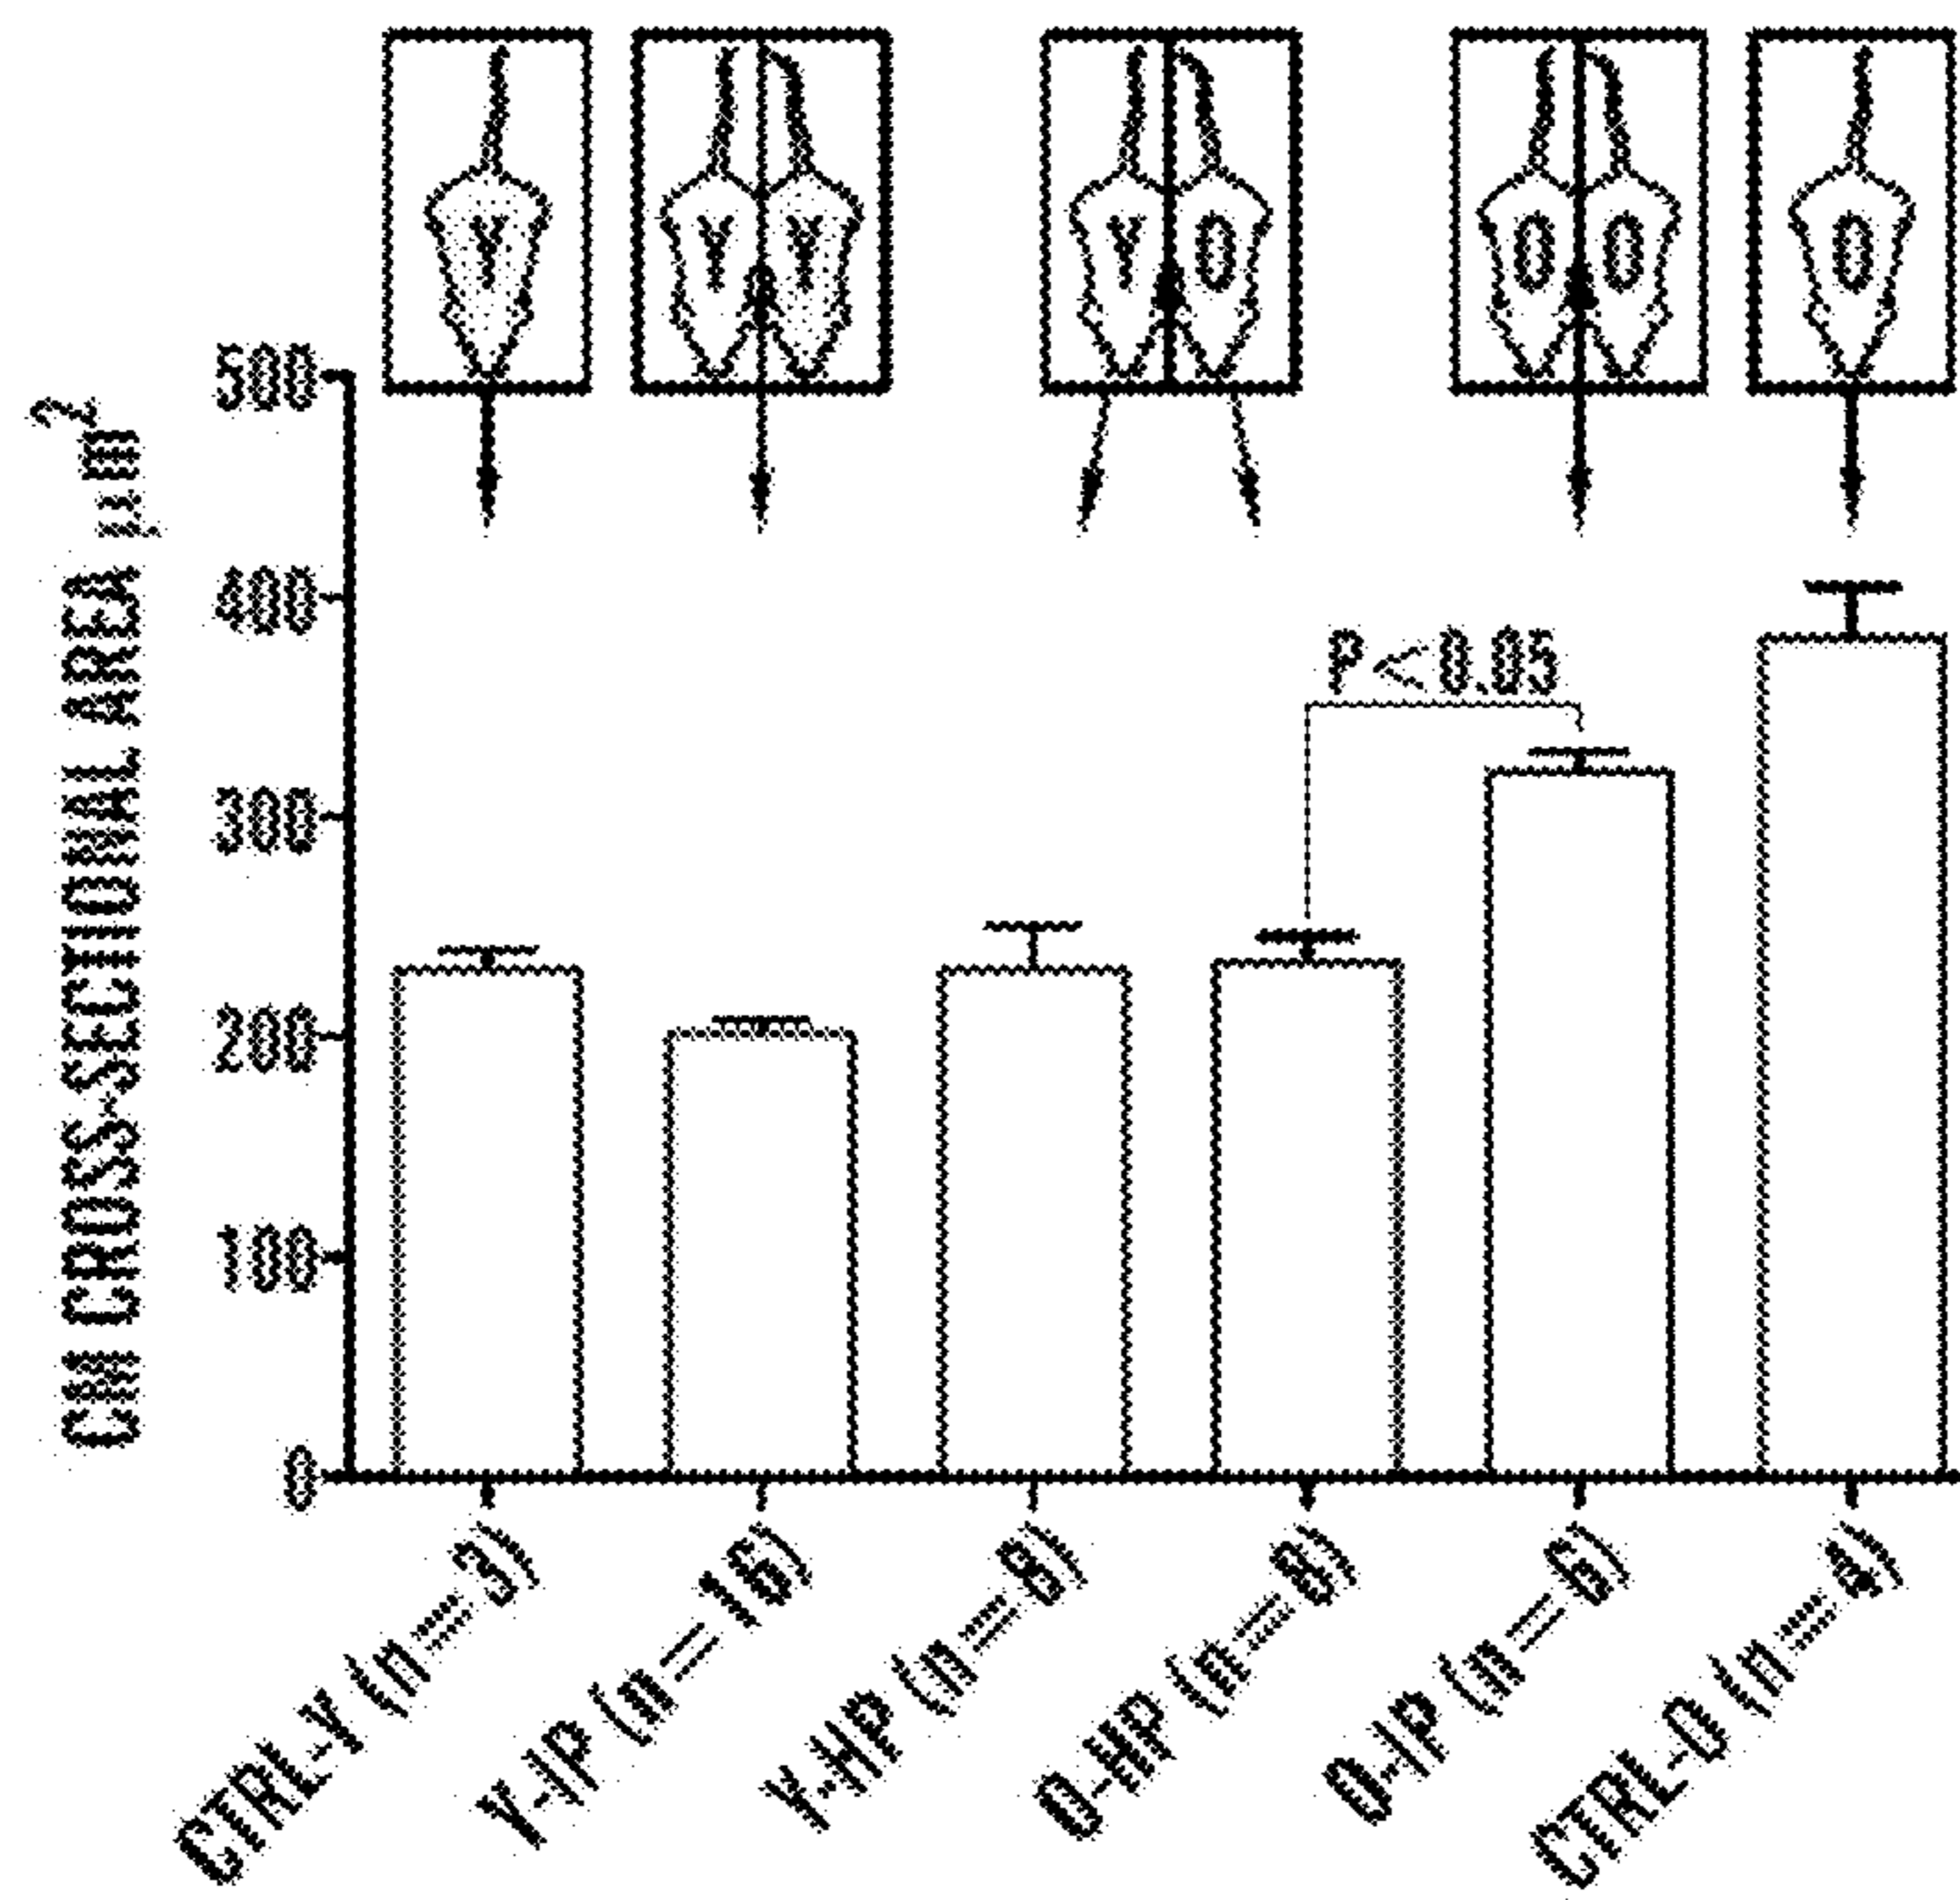 Y
Y Y
Y O
O O
O
CM CROSS-SECTIONAL AREA µm²
500
400
300
200
100
0
P<0.05
CTRL-Y (n=3)
Y-IP (n=16)
Y-HP (n=8)
O-HP (n=8)
O-IP (n=6)
CTRL-O (n=4)